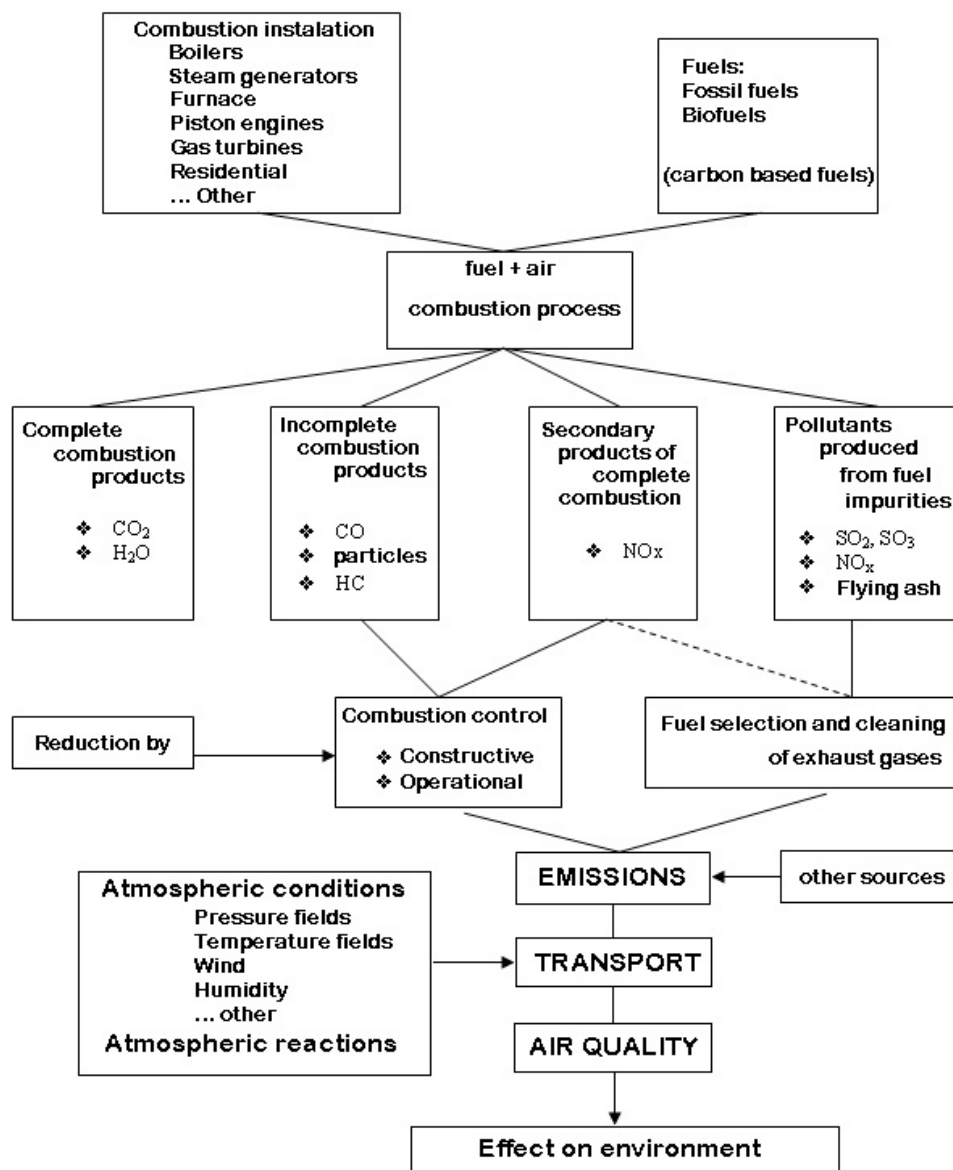 Combustion instalation
Boilers
Steam generators
Furnace
Piston engines
Gas turbines
Residential
... Other
Fuels:
Fossil fuels
Biofuels
(carbon based fuels)
fuel + air
combustion process
Complete
combustion
products
❖ CO₂
❖ H₂O
Incomplete
combustion
products
❖ CO
❖ particles
❖ HC
Secondary
products of
complete
combustion
❖ NOx
Pollutants
produced
from fuel
impurities
❖ SO₂, SO₃
❖ NOₓ
❖ Flying ash
Reduction by
Combustion control
❖ Constructive
❖ Operational
Fuel selection and cleaning
of exhaust gases
EMISSIONS
other sources
Atmospheric conditions
Pressure fields
Temperature fields
Wind
Humidity
... other
Atmospheric reactions
TRANSPORT
AIR QUALITY
Effect on environment